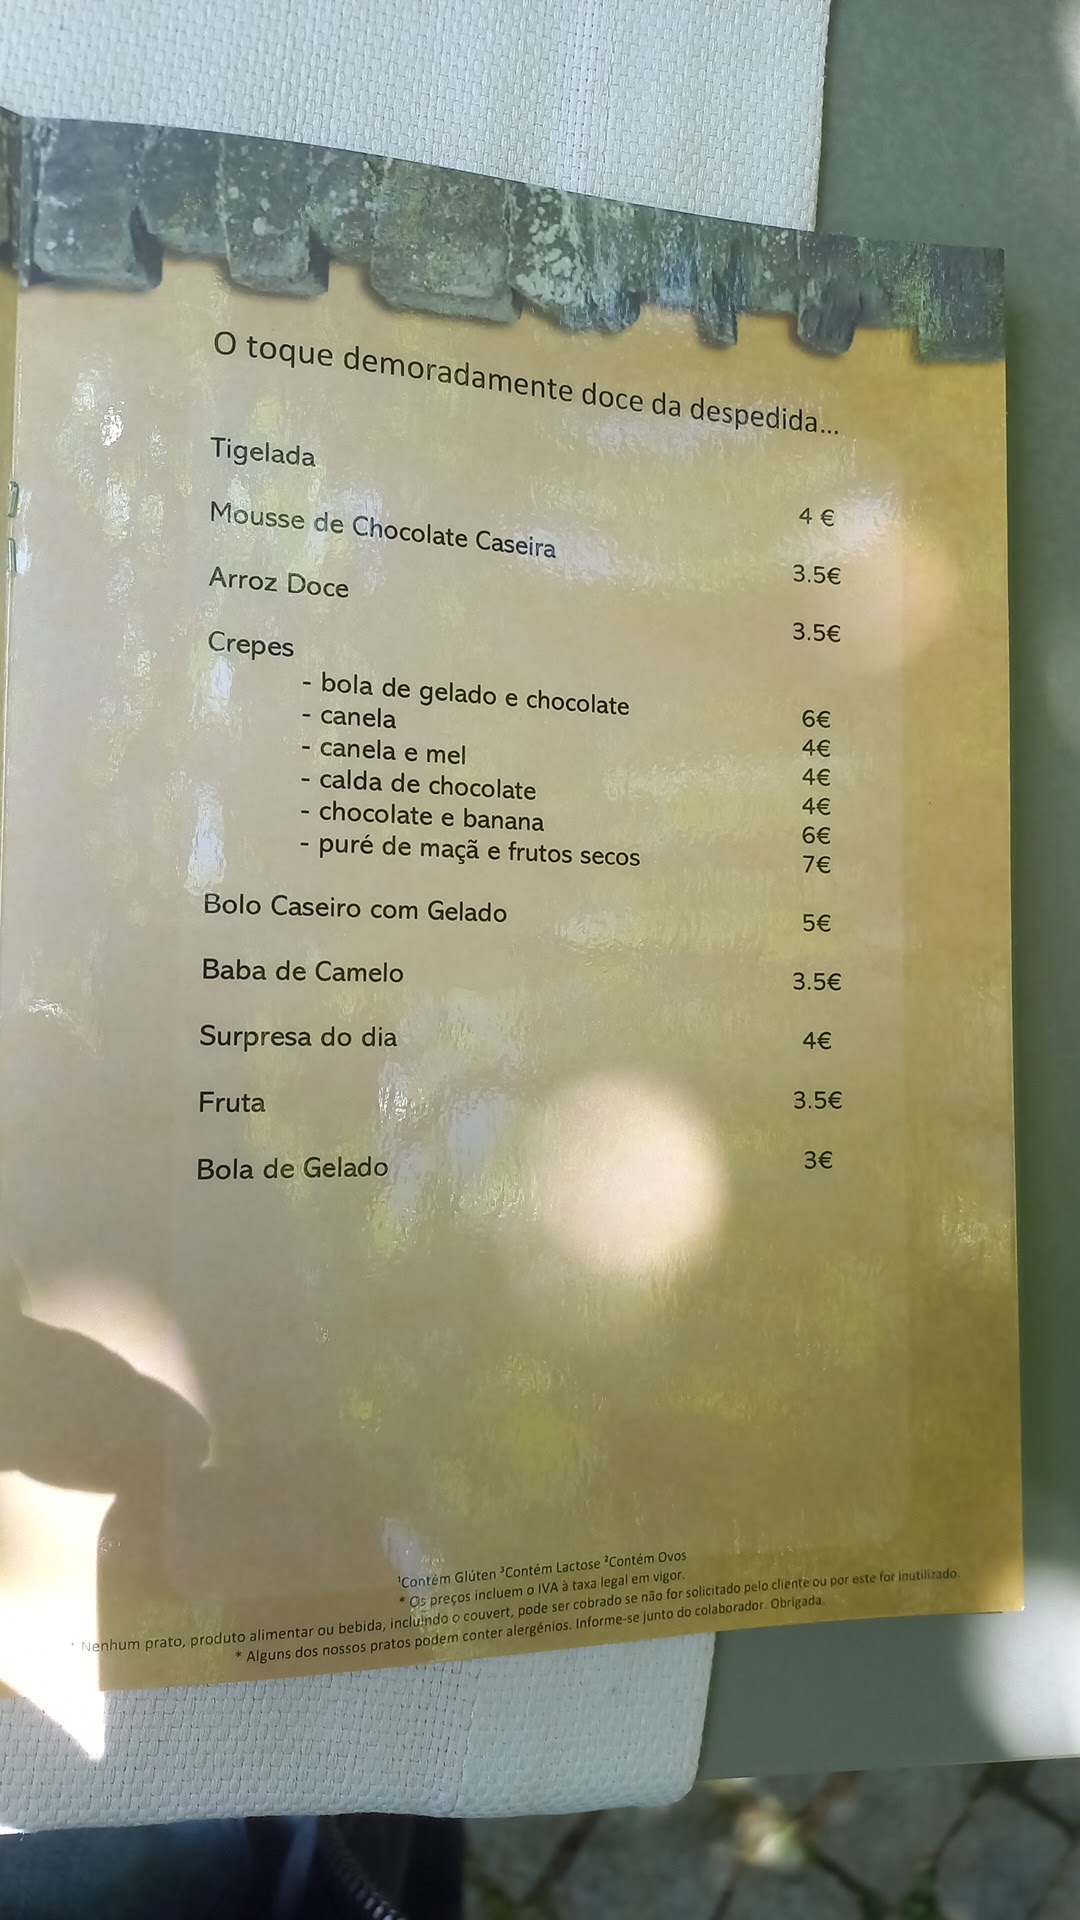 O toque demoradamente doce da despedida...
Tigelada 4 €
Mousse de Chocolate Caseira 3.5€
Arroz Doce 3.5€
Crepes
- bola de gelado e chocolate 6€
- canela 4€
- canela e mel 4€
- calda de chocolate 4€
- chocolate e banana 6€
- puré de maçã e frutos secos 7€
Bolo Caseiro com Gelado 5€
Baba de Camelo 3.5€
Surpresa do dia 4€
Fruta 3.5€
Bola de Gelado 3€
¹Contém Glúten ³Contém Lactose ²Contém Ovos
* Os preços incluem o IVA à taxa legal em vigor.
* Nenhum prato, produto alimentar ou bebida, incluindo o couvert, pode ser cobrado se não for solicitado pelo cliente ou por este for inutilizado.
* Alguns dos nossos pratos podem conter alergénios. Informe-se junto do colaborador. Obrigada.